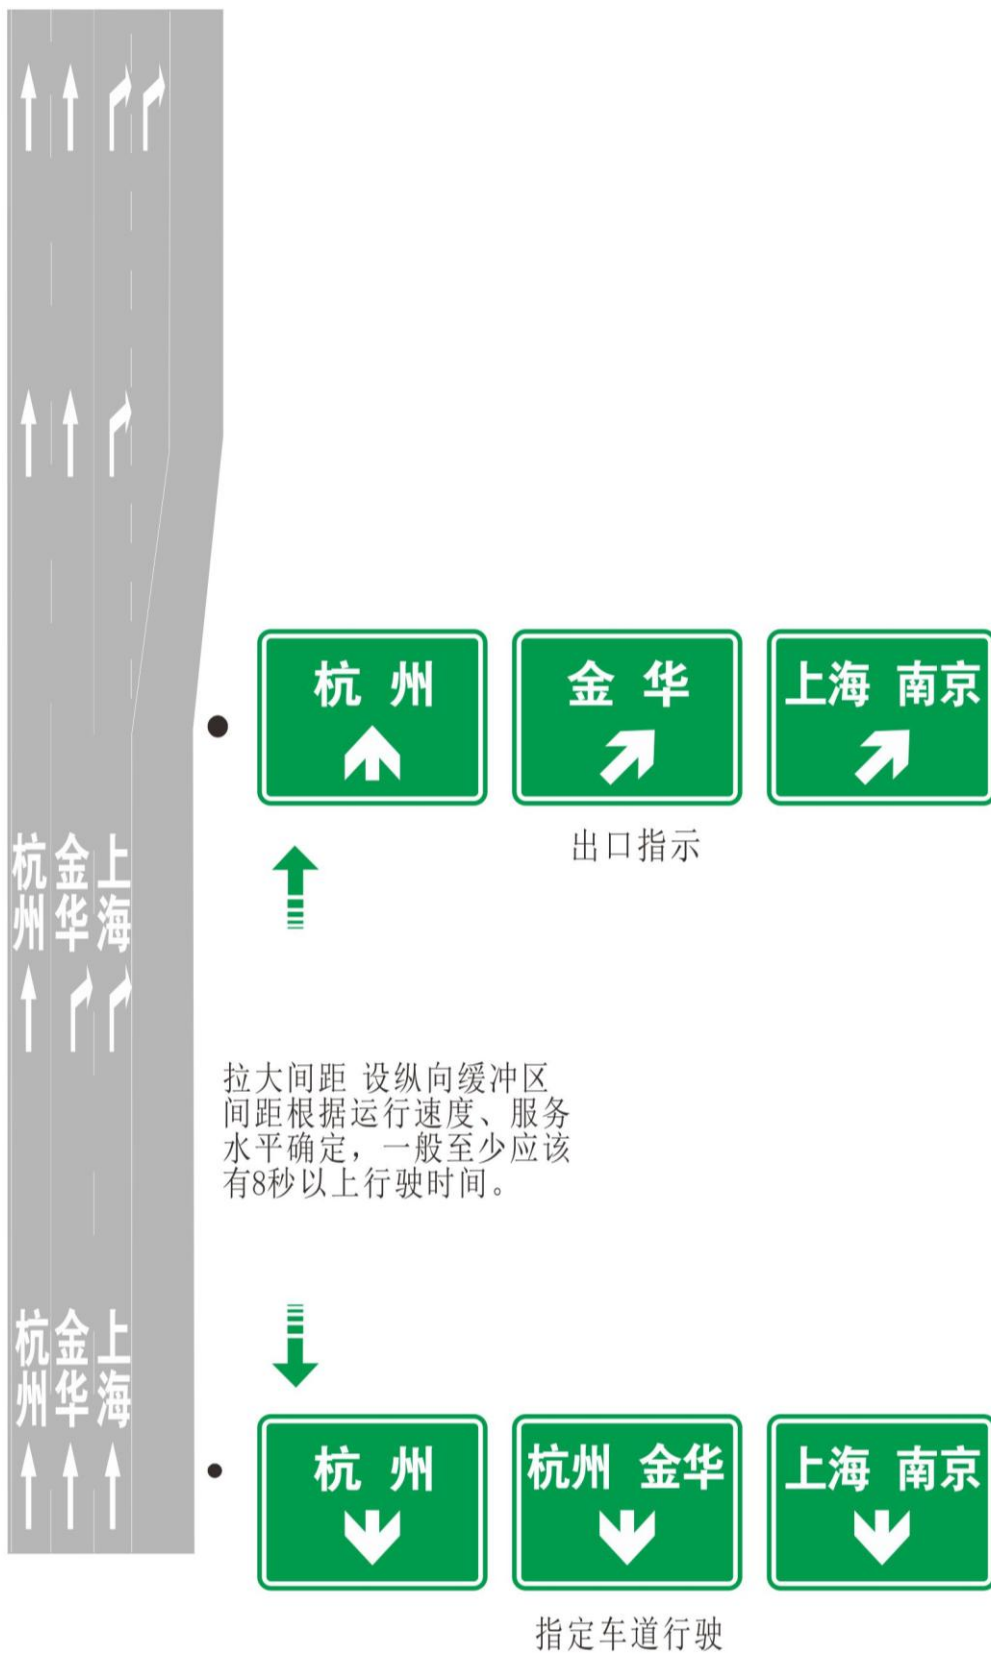 杭 州
金 华
上海 南京
出口指示
杭州
金华
上海
拉大间距 设纵向缓冲区
间距根据运行速度、服务
水平确定，一般至少应该
有8秒以上行驶时间。
杭州
金华
上海
杭 州
杭州 金华
上海 南京
指定车道行驶